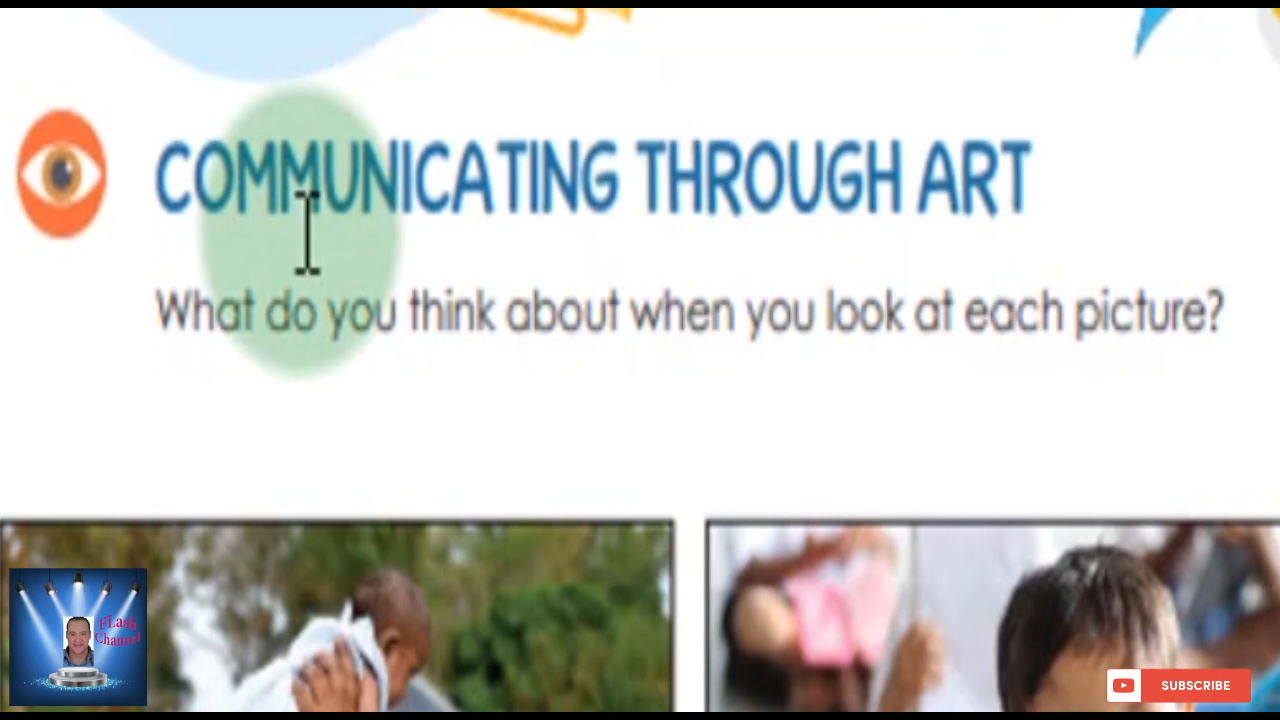 COMMUNICATING THROUGH ART
What do you think about when you look at each picture?
FLash
Channel
SUBSCRIBE